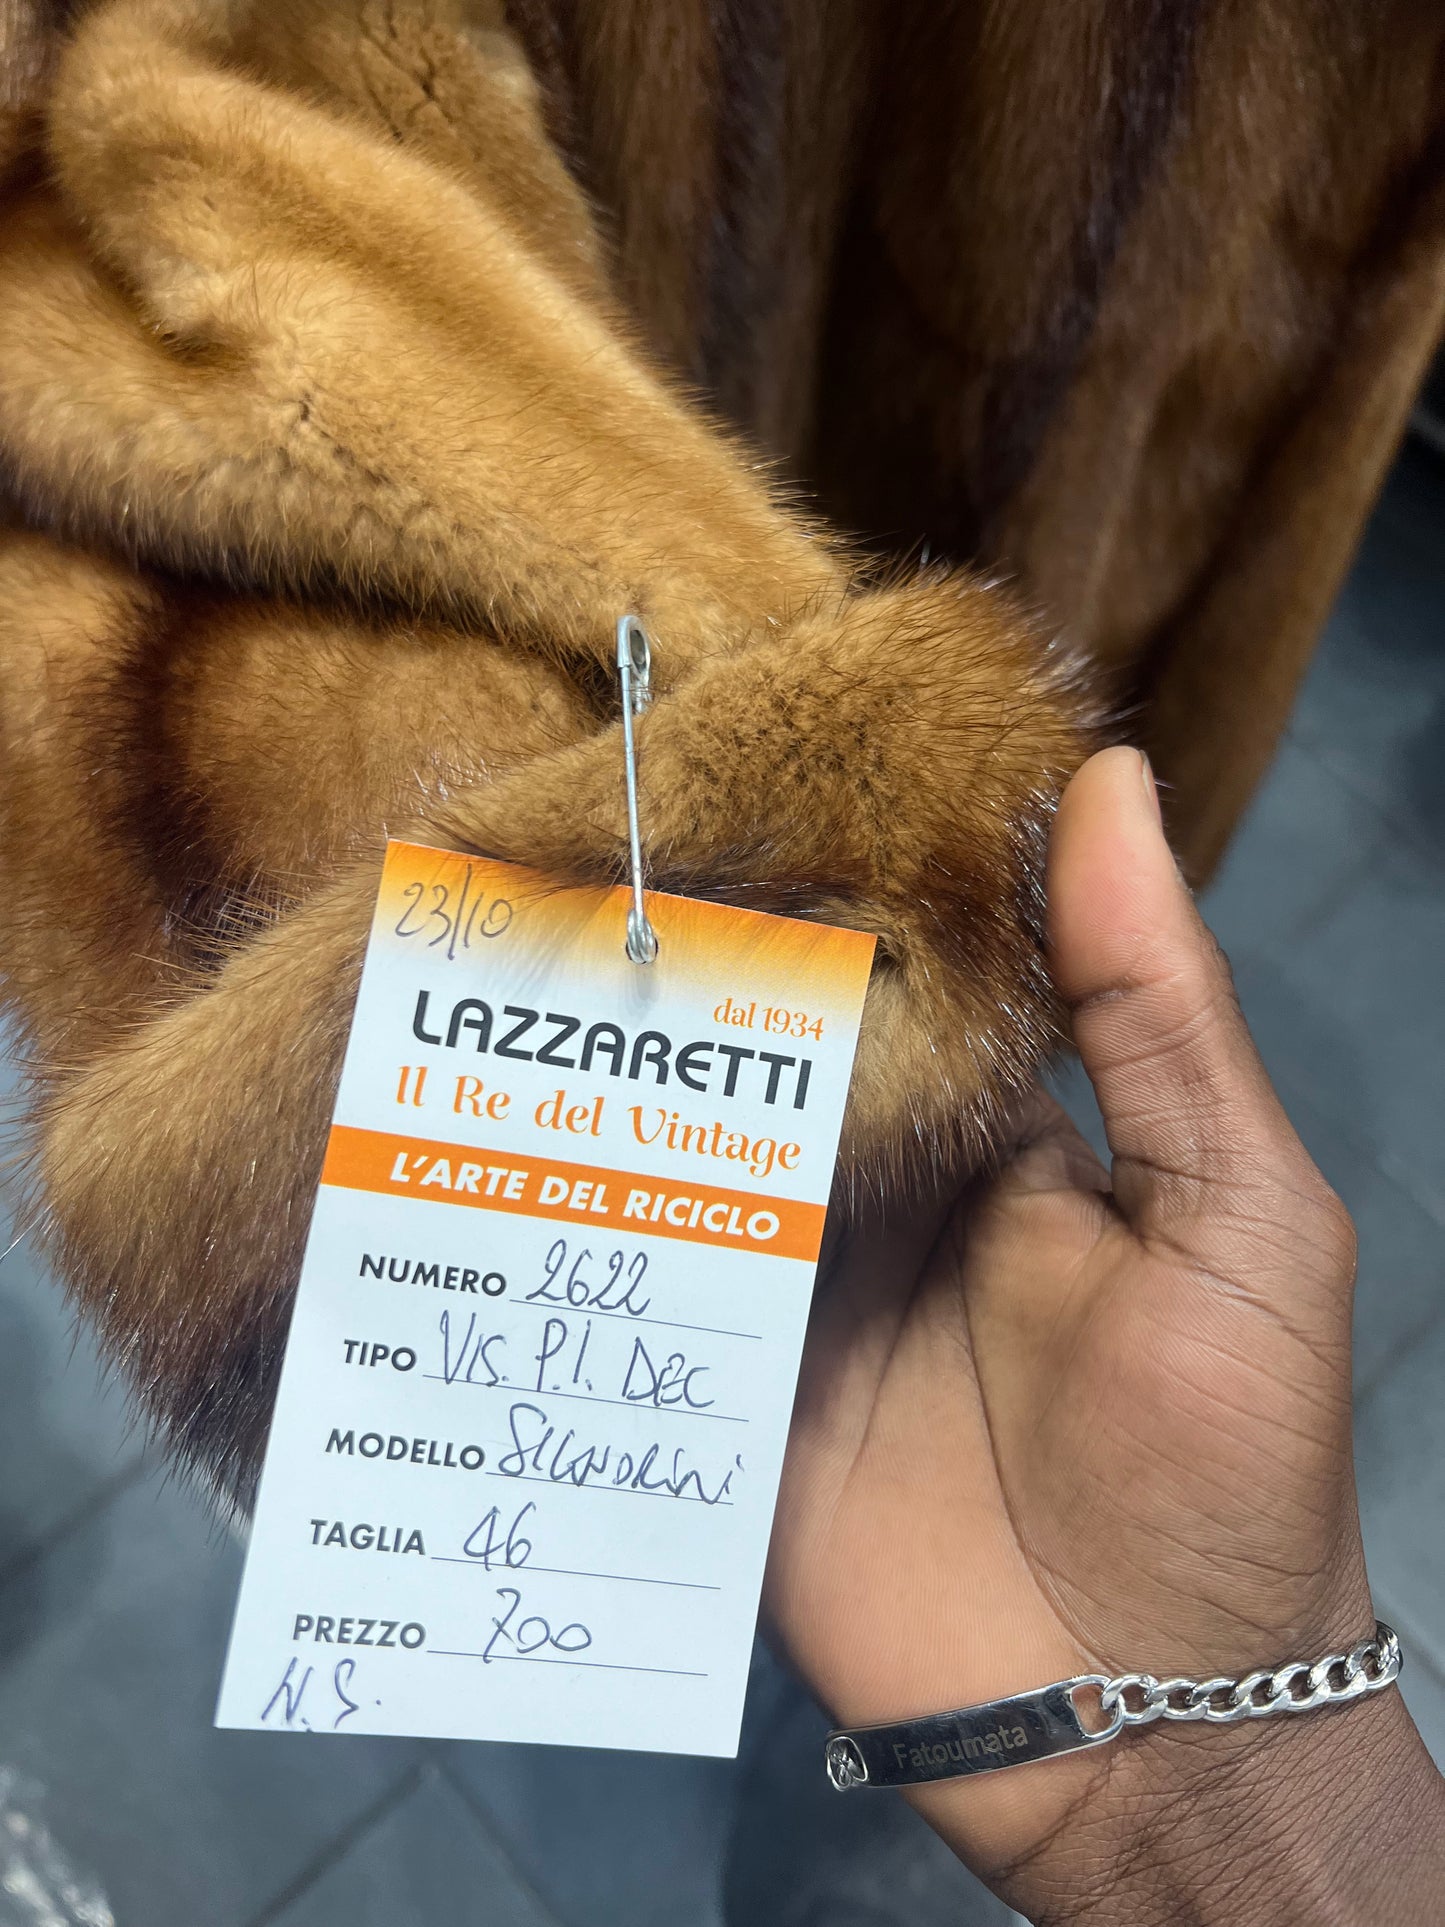 23/10
dal 1934
LAZZARETTI
Il Re del Vintage
L'ARTE DEL RICICLO
NUMERO 2622
TIPO VIS. P.I. DEC
MODELLO SIGNORINI
TAGLIA 46
PREZZO 700
N.S.
Fatoumata